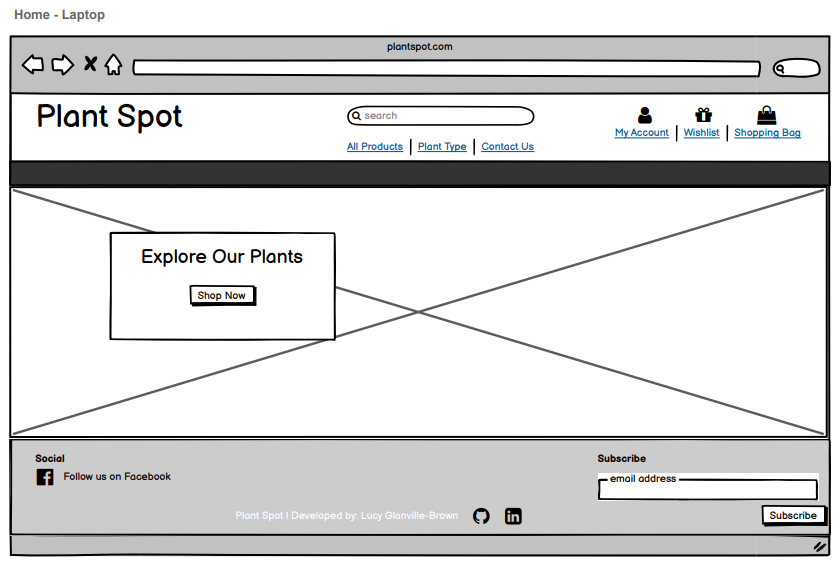 Home - Laptop
plantspot.com
Plant Spot
search
My Account | Wishlist | Shopping Bag
All Products | Plant Type | Contact Us
Explore Our Plants
Shop Now
Social
Follow us on Facebook
Subscribe
email address
Subscribe
Plant Spot | Developed by: Lucy Glanville-Brown